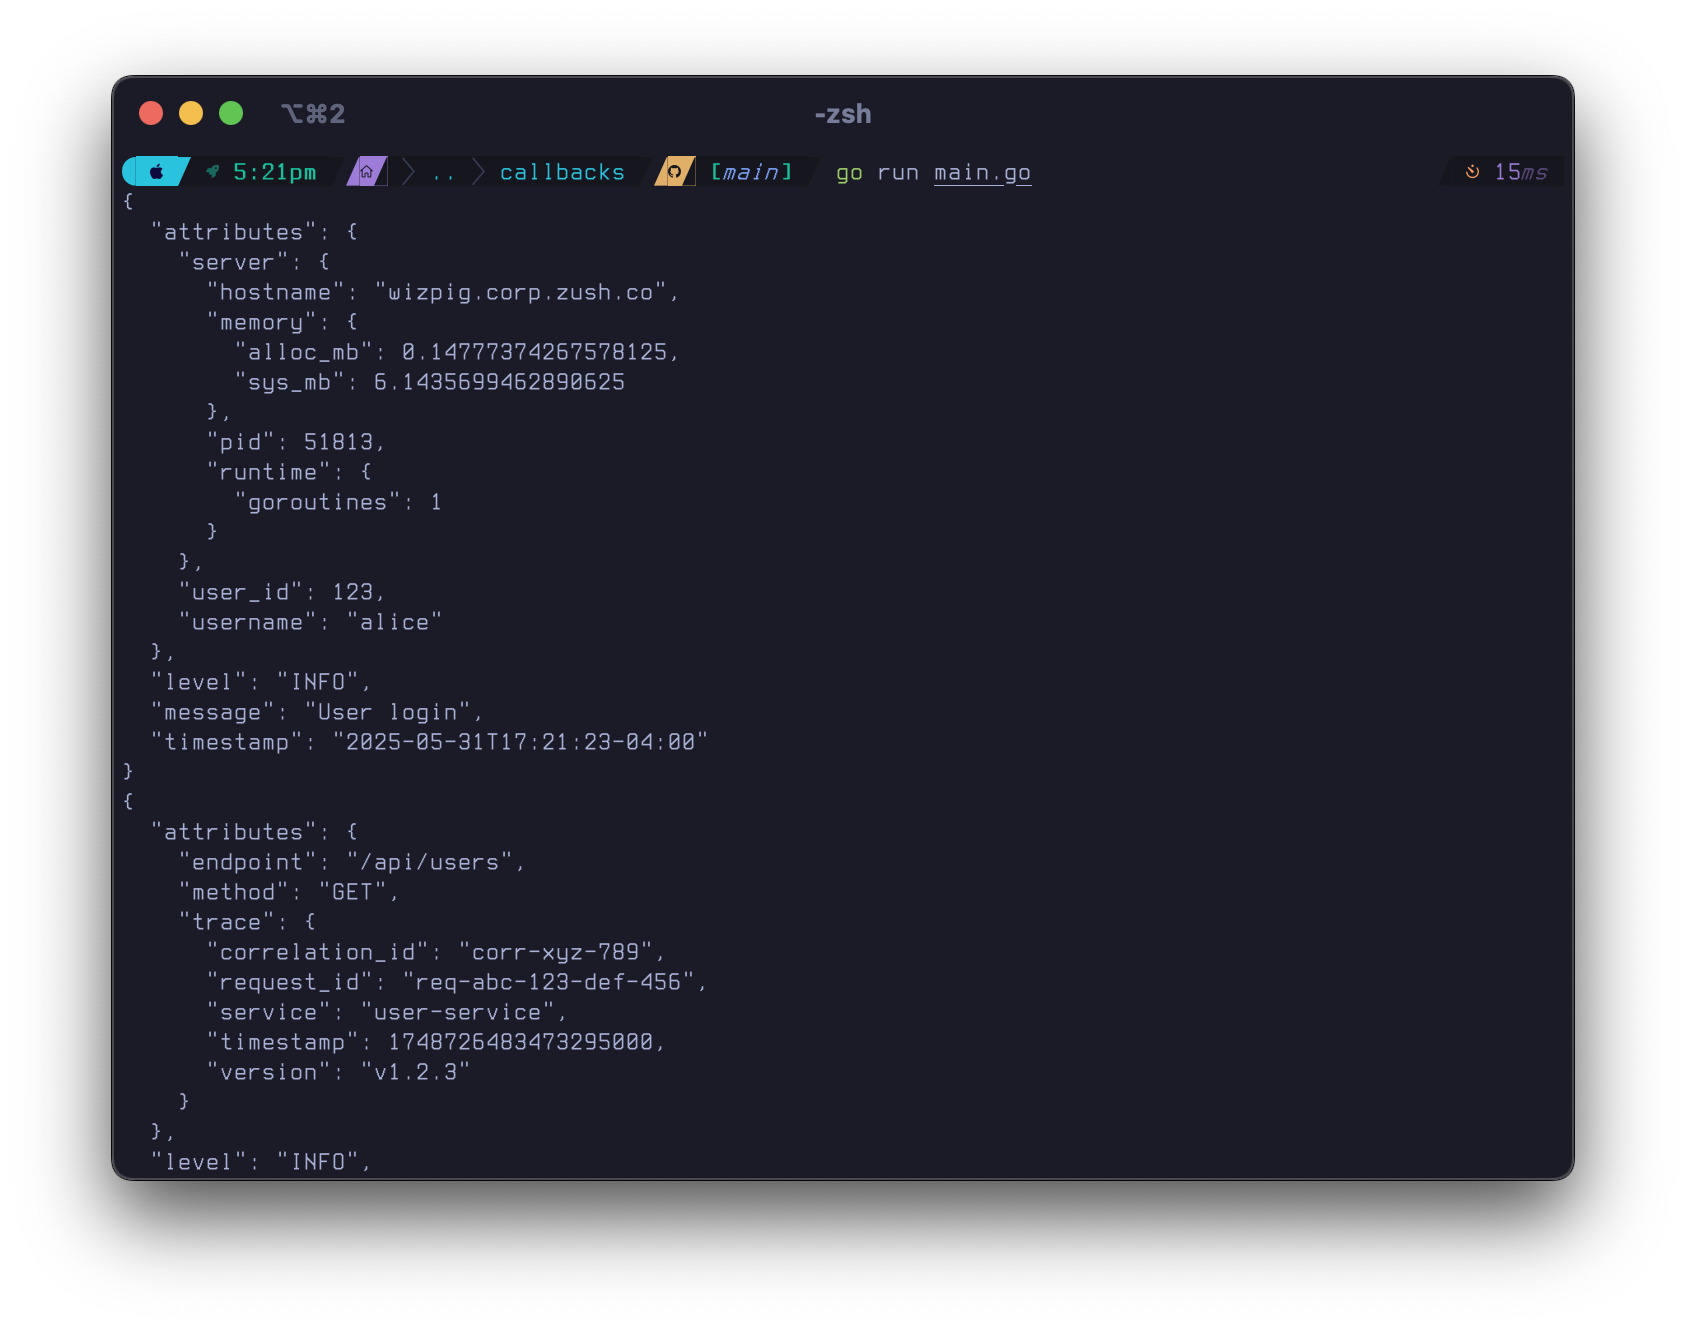 ⌥⌘2 -zsh
5:21pm .. callbacks [main] go run main.go 15ms
{
  "attributes": {
    "server": {
      "hostname": "wizpig.corp.zush.co",
      "memory": {
        "alloc_mb": 0.14777374267578125,
        "sys_mb": 6.1435699462890625
      },
      "pid": 51813,
      "runtime": {
        "goroutines": 1
      }
    },
    "user_id": 123,
    "username": "alice"
  },
  "level": "INFO",
  "message": "User login",
  "timestamp": "2025-05-31T17:21:23-04:00"
}
{
  "attributes": {
    "endpoint": "/api/users",
    "method": "GET",
    "trace": {
      "correlation_id": "corr-xyz-789",
      "request_id": "req-abc-123-def-456",
      "service": "user-service",
      "timestamp": 1748726483473295000,
      "version": "v1.2.3"
    }
  },
  "level": "INFO",